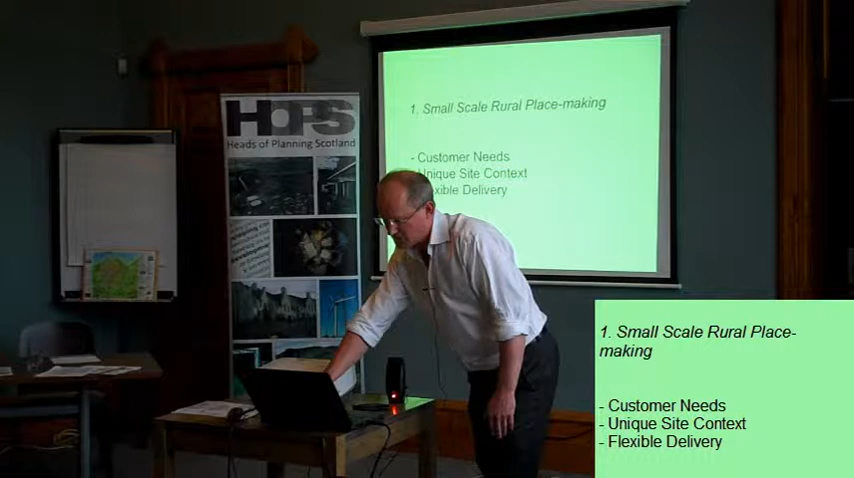 HOPS
Heads of Planning Scotland
1. Small Scale Rural Place-making
- Customer Needs
Unique Site Context
xible Delivery
1. Small Scale Rural Place-
making
- Customer Needs
- Unique Site Context
- Flexible Delivery